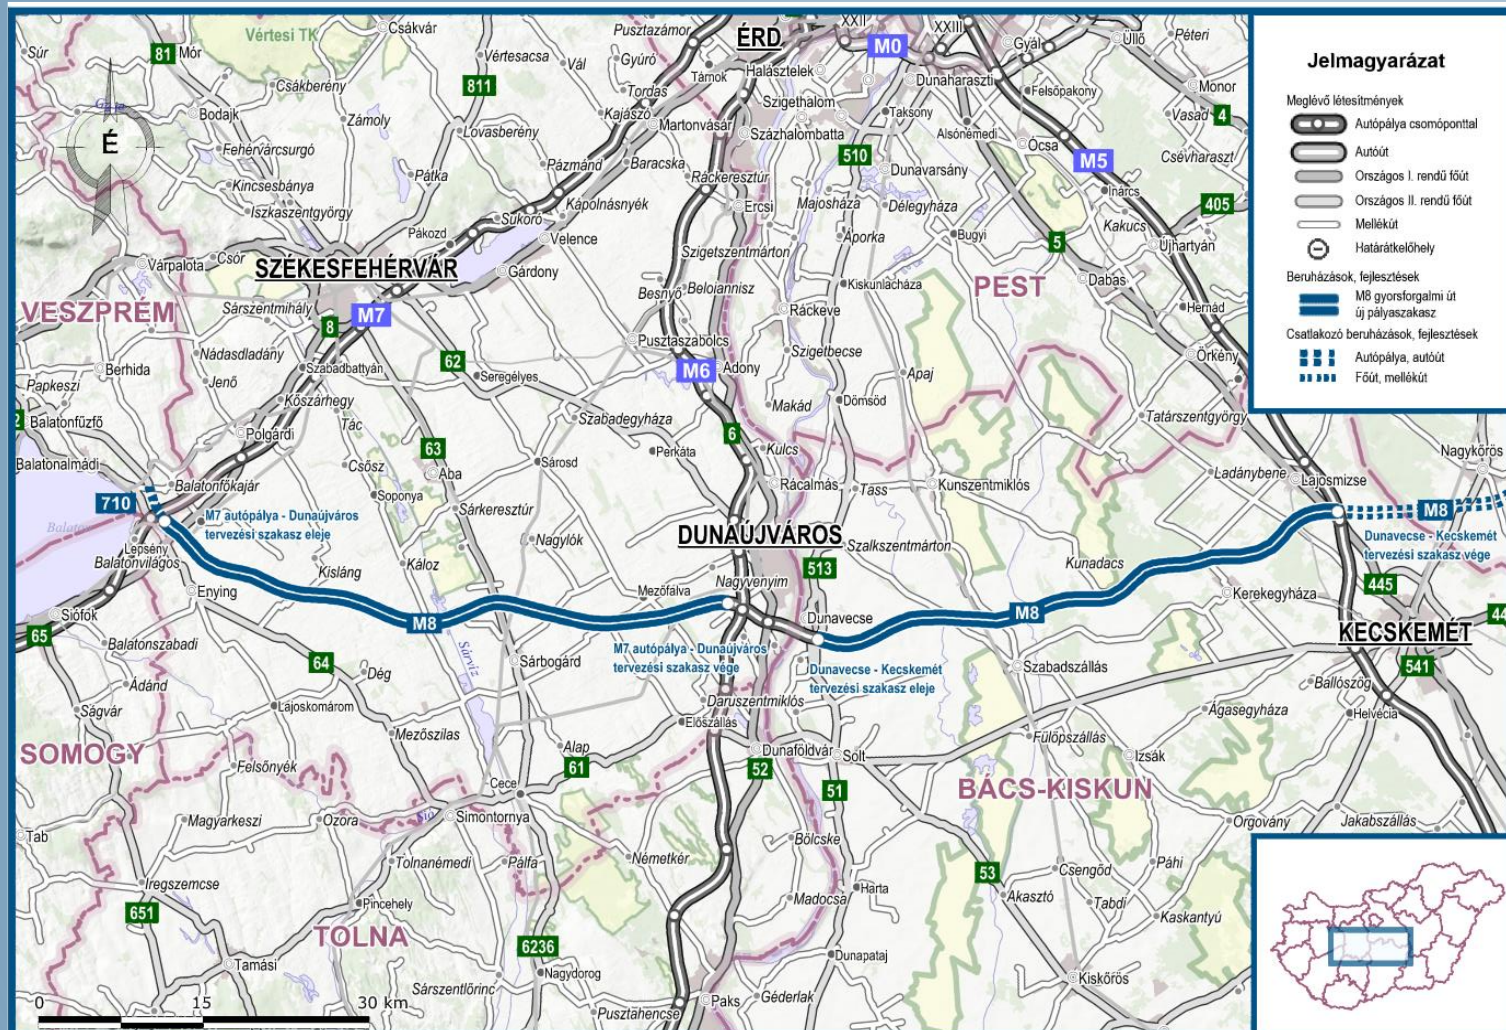 Vértesi TK
Csákvár
Pusztazámor
ÉRD
XXII
XXIII
M0
Gyál
Üllő
Péteri
Súr
81
Mór
Vértesacsa
Vál
Gyúró
Tárnok
Halásztelek
Dunaharaszti
Felsőpakony
Monor
Csákberény
811
Tordas
Szigethalom
Taksony
Vasad
4
Bodajk
Zámoly
Lovasberény
Kajászó
Martonvásár
Százhalombatta
Alsónémedi
Ócsa
M5
Csévharaszt
É
Fehérvárcsurgó
Pátka
Pázmánd
Baracska
Ráckeresztúr
510
Dunavarsány
Inárcs
Kincsesbánya
Iszkaszentgyörgy
Sukoró
Kápolnásnyék
Ercsi
Majosháza
Délegyháza
Kakucs
405
Pákozd
Velence
Szigetszentmárton
Áporka
Bugyi
5
Újhartyán
Várpalota
Csór
SZÉKESFEHÉRVÁR
Gárdony
Besnyő
Beloiannisz
Kiskunlacháza
PEST
Dabas
VESZPRÉM
Sárszentmihály
M7
Ráckeve
Hernád
8
Nádasdladány
62
Pusztaszabolcs
Szigetbecse
Örkény
Berhida
Jenő
Szabadbattyán
Seregélyes
M6
Adony
Apaj
Papkeszi
Kőszárhegy
Szabadegyháza
Makád
Dömsöd
Tatárszentgyörgy
2
Balatonfűzfő
Polgárdi
Tác
63
6
Kulcs
Balatonalmádi
Csősz
Aba
Sárosd
Perkáta
Nagykőrös
Balatonfőkajár
Soponya
Rácalmás
Tass
Kunszentmiklós
Ladánybene
Lajosmizse
710
M7 autópálya - Dunaújváros
tervezési szakasz eleje
Sárkeresztúr
M8
Balaton
Lepsény
Balatonvilágos
Nagylók
DUNAÚJVÁROS
Szalkszentmárton
Dunavecse - Kecskemét
tervezési szakasz vége
Kisláng
Káloz
Mezőfalva
Nagyvenyim
513
Kunadacs
445
Enying
Kerekegyháza
44
Siófok
M8
Dunavecse
M8
KECSKEMÉT
65
Balatonszabadi
Sárvíz
64
Sárbogárd
M7 autópálya - Dunaújváros
tervezési szakasz vége
Dunavecse - Kecskemét
tervezési szakasz eleje
Szabadszállás
541
Ádánd
Dég
Ballószög
Ságvár
Lajoskomárom
Daruszentmiklós
Ágasegyháza
Helvécia
Mezőszilas
Előszállás
Fülöpszállás
SOMOGY
Felsőnyék
Alap
61
Dunaföldvár
Solt
Izsák
52
Cece
51
BÁCS-KISKUN
Magyarkeszi
Ozora
Sió
Simontornya
Orgovány
Jakabszállás
Tab
Bölcske
Tolnanémedi
Pálfa
Németkér
Csengőd
Páhi
Iregszemcse
53
Harta
Akasztó
Tabdi
651
Pincehely
Madocsa
Kaskantyú
TOLNA
6236
Dunapataj
Tamási
Nagydorog
Kiskőrös
Sárszentlőrinc
Pusztahencse
Paks
Géderlak
0 15 30 km
Jelmagyarázat
Meglévő létesítmények
Autópálya csomóponttal
Autóút
Országos I. rendű főút
Országos II. rendű főút
Mellékút
Határátkelőhely
Beruházások, fejlesztések
M8 gyorsforgalmi út
új pályaszakasz
Csatlakozó beruházások, fejlesztések
Autópálya, autóút
Főút, mellékút